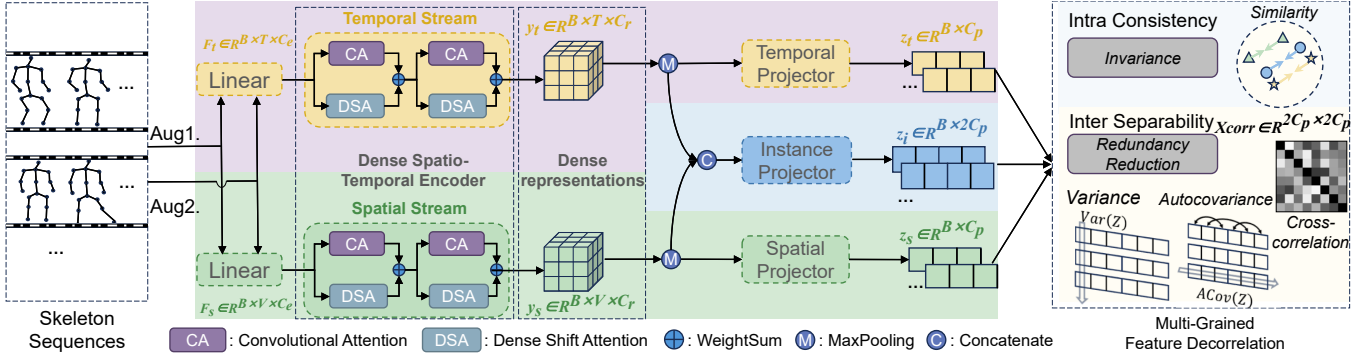 Temporal Stream
F_t∈R^{B×T×C_e}
Linear
CA
CA
DSA
DSA
y_t∈R^{B×T×C_r}
M
Temporal
Projector
z_t∈R^{B×C_p}
...
Intra Consistency
Invariance
Similarity
...
...
Aug1.
Aug2.
...
Dense Spatio-
Temporal Encoder
Dense
representations
C
Instance
Projector
z_i∈R^{B×2C_p}
...
Inter Separability
Xcorr∈R^{2C_p×2C_p}
Redundancy
Reduction
Cross-
correlation
Variance
Var(Z)
Autocovariance
ACov(Z)
Spatial Stream
Linear
F_s∈R^{B×V×C_e}
CA
CA
DSA
DSA
y_s∈R^{B×V×C_r}
M
Spatial
Projector
z_s∈R^{B×C_p}
...
Skeleton
Sequences
CA : Convolutional Attention DSA : Dense Shift Attention : WeightSum M : MaxPooling C : Concatenate
Multi-Grained
Feature Decorrelation